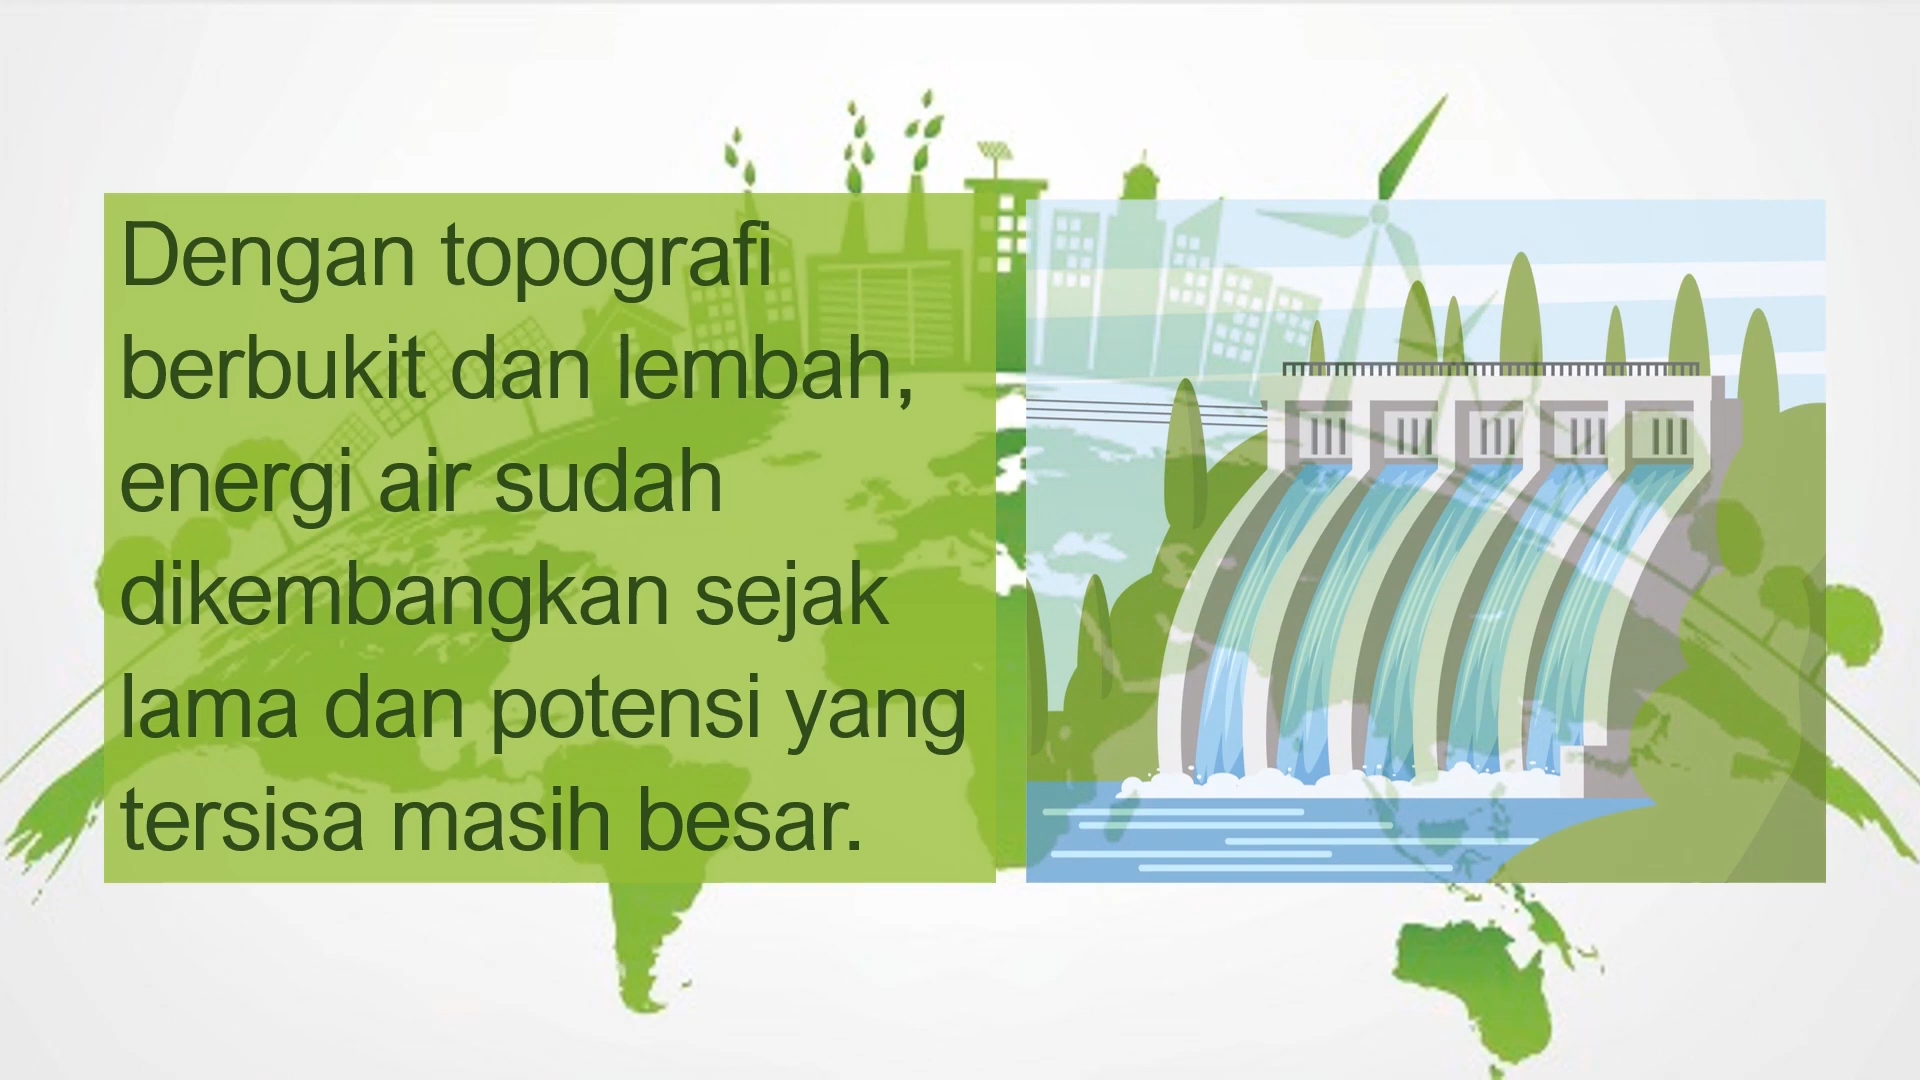 Dengan topografi
berbukit dan lembah,
energi air sudah
dikembangkan sejak
lama dan potensi yang
tersisa masih besar.